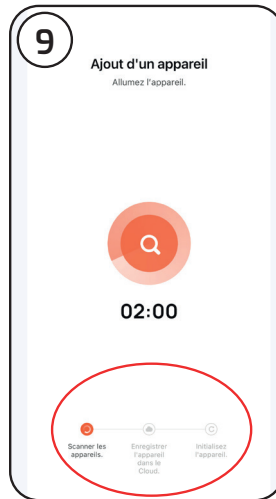 9
Ajout d'un appareil
Allumez l'appareil.
02:00
Scanner les
appareils.
Enregistrer
l'appareil
dans le
Cloud.
Initialisez
l'appareil.